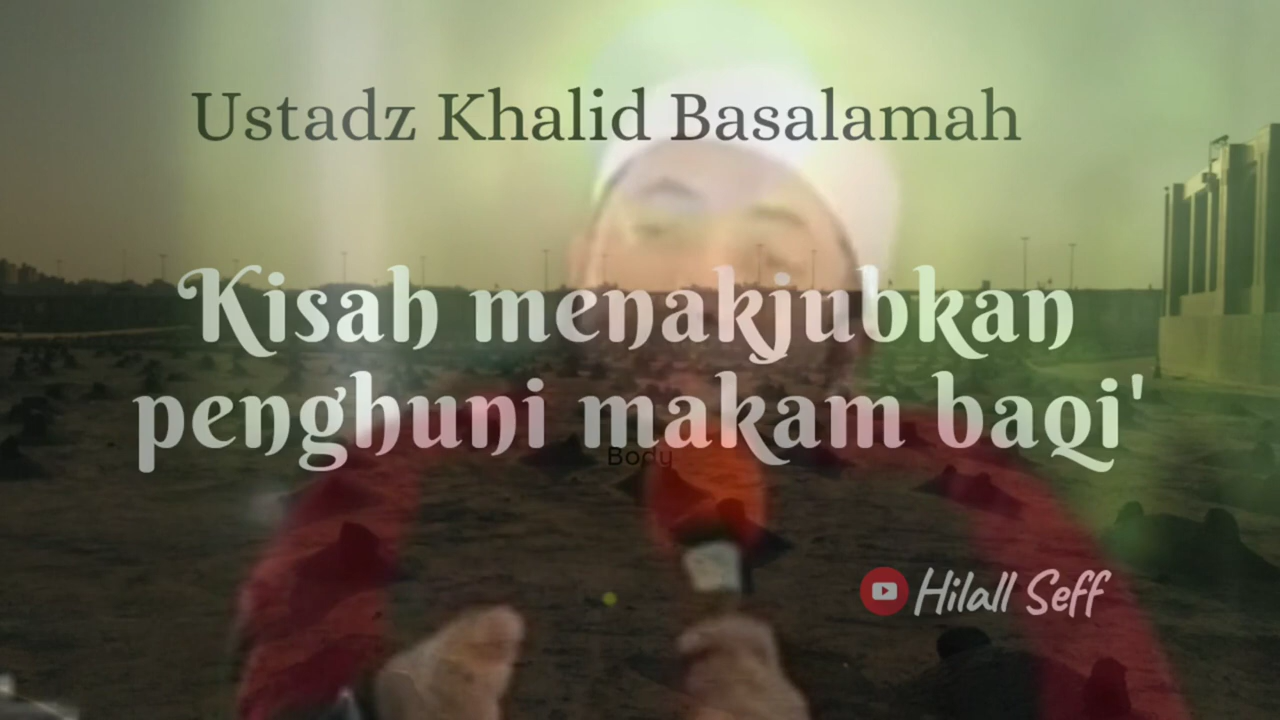 Ustadz Khalid Basalamah
Kisah menakjubkan
penghuni makam baqi'
Body
Hilall Seff